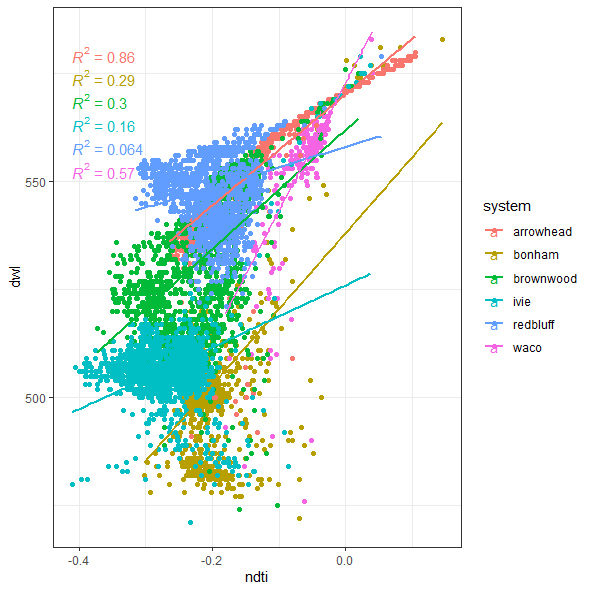 R² = 0.86
R² = 0.29
R² = 0.3
R² = 0.16
R² = 0.064
R² = 0.57
550
500
dwl
-0.4
-0.2
0.0
ndti
system
a arrowhead
a bonham
a brownwood
a ivie
a redbluff
a waco